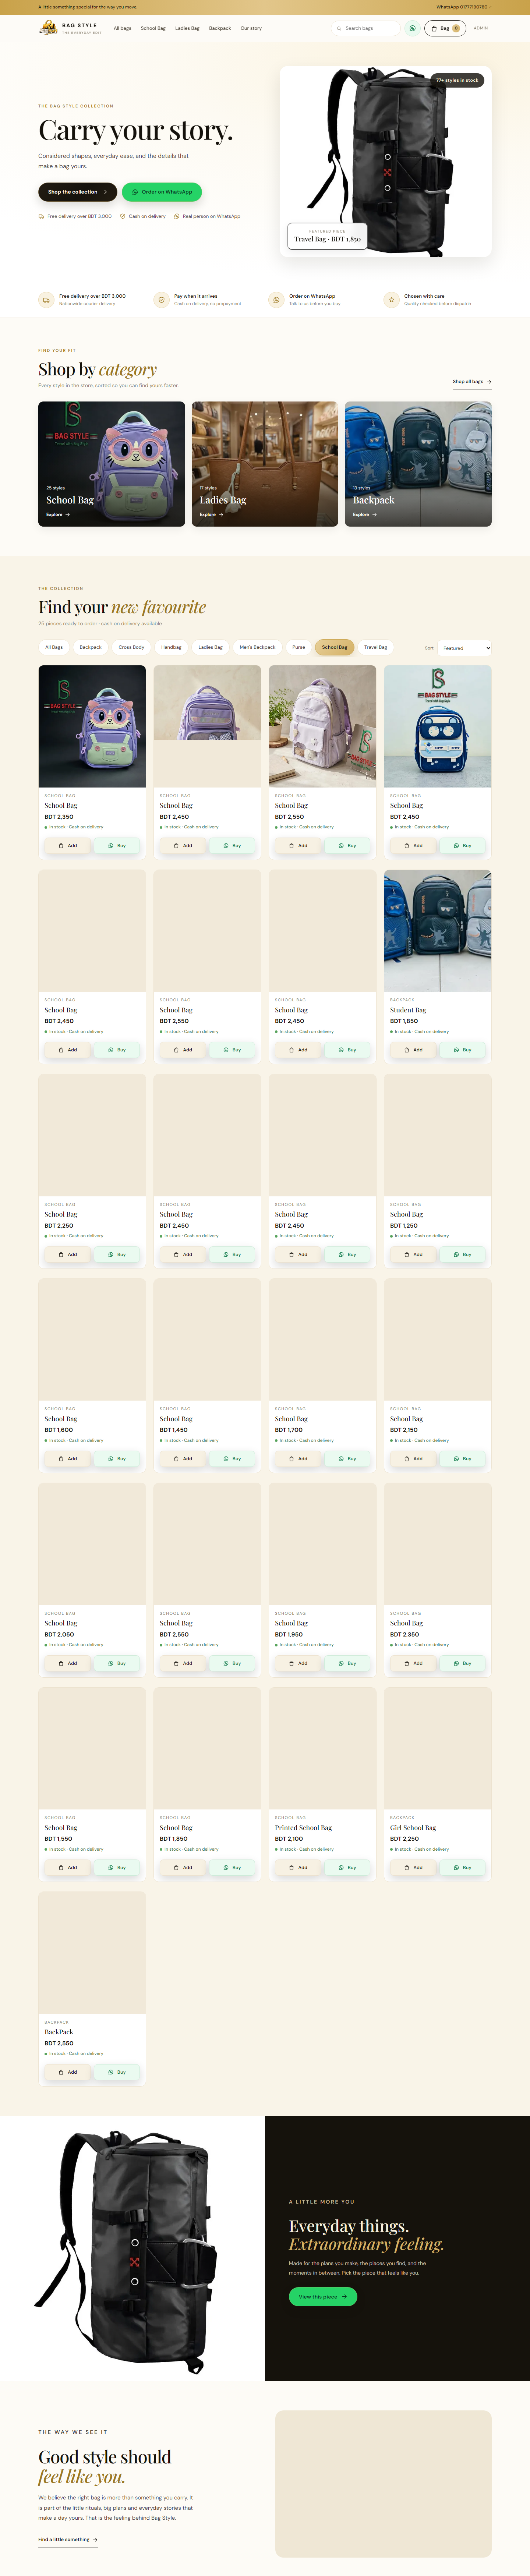 A little something special for the way you move.
WhatsApp 01777190790
BAG STYLE
THE EVERYDAY EDIT
All bags
School Bag
Ladies Bag
Backpack
Our story
Search bags
Bag
0
ADMIN
THE BAG STYLE COLLECTION
Carry your story.
Considered shapes, everyday ease, and the details that
make a bag yours.
Shop the collection
Order on WhatsApp
Free delivery over BDT 3,000
Cash on delivery
Real person on WhatsApp
77+ styles in stock
FEATURED PRICE
Travel Bag · BDT 1,850
Free delivery over BDT 3,000
Nationwide courier delivery
Pay when it arrives
Cash on delivery, no prepayment
Order on WhatsApp
Talk to us before you buy
Chosen with care
Quality checked before dispatch
FIND YOUR FIT
Shop by category
Every style in the store, sorted so you can find yours faster.
Shop all bags
BAG STYLE
25 styles
School Bag
Explore
17 styles
Ladies Bag
Explore
13 styles
Backpack
Explore
THE COLLECTION
Find your new favourite
25 pieces ready to order · cash on delivery available
All Bags
Backpack
Cross Body
Handbag
Ladies Bag
Men's Backpack
Purse
School Bag
Travel Bag
Sort
Featured
BAG STYLE
BAG STYLE
SCHOOL BAG
School Bag
BDT 2,350
In stock · Cash on delivery
Add
Buy
SCHOOL BAG
School Bag
BDT 2,450
In stock · Cash on delivery
Add
Buy
SCHOOL BAG
School Bag
BDT 2,550
In stock · Cash on delivery
Add
Buy
SCHOOL BAG
School Bag
BDT 2,450
In stock · Cash on delivery
Add
Buy
SCHOOL BAG
School Bag
BDT 2,450
In stock · Cash on delivery
Add
Buy
SCHOOL BAG
School Bag
BDT 2,550
In stock · Cash on delivery
Add
Buy
SCHOOL BAG
School Bag
BDT 2,450
In stock · Cash on delivery
Add
Buy
BACKPACK
Student Bag
BDT 1,850
In stock · Cash on delivery
Add
Buy
SCHOOL BAG
School Bag
BDT 2,250
In stock · Cash on delivery
Add
Buy
SCHOOL BAG
School Bag
BDT 2,450
In stock · Cash on delivery
Add
Buy
SCHOOL BAG
School Bag
BDT 2,450
In stock · Cash on delivery
Add
Buy
SCHOOL BAG
School Bag
BDT 1,250
In stock · Cash on delivery
Add
Buy
SCHOOL BAG
School Bag
BDT 1,600
In stock · Cash on delivery
Add
Buy
SCHOOL BAG
School Bag
BDT 1,450
In stock · Cash on delivery
Add
Buy
SCHOOL BAG
School Bag
BDT 1,700
In stock · Cash on delivery
Add
Buy
SCHOOL BAG
School Bag
BDT 2,150
In stock · Cash on delivery
Add
Buy
SCHOOL BAG
School Bag
BDT 2,050
In stock · Cash on delivery
Add
Buy
SCHOOL BAG
School Bag
BDT 2,550
In stock · Cash on delivery
Add
Buy
SCHOOL BAG
School Bag
BDT 1,950
In stock · Cash on delivery
Add
Buy
SCHOOL BAG
School Bag
BDT 2,350
In stock · Cash on delivery
Add
Buy
SCHOOL BAG
School Bag
BDT 1,550
In stock · Cash on delivery
Add
Buy
SCHOOL BAG
School Bag
BDT 1,850
In stock · Cash on delivery
Add
Buy
SCHOOL BAG
Printed School Bag
BDT 2,100
In stock · Cash on delivery
Add
Buy
BACKPACK
Girl School Bag
BDT 2,250
In stock · Cash on delivery
Add
Buy
BACKPACK
BackPack
BDT 2,550
In stock · Cash on delivery
Add
Buy
A LITTLE MORE YOU
Everyday things.
Extraordinary feeling.
Made for the plans you make, the places you find, and the
moments in between. Pick the piece that feels like you.
View this piece
THE WAY WE SEE IT
Good style should
feel like you.
We believe the right bag is more than something you carry. It
is part of the little rituals, big plans and everyday stories that
make a day yours. That is the feeling behind Bag Style.
Find a little something